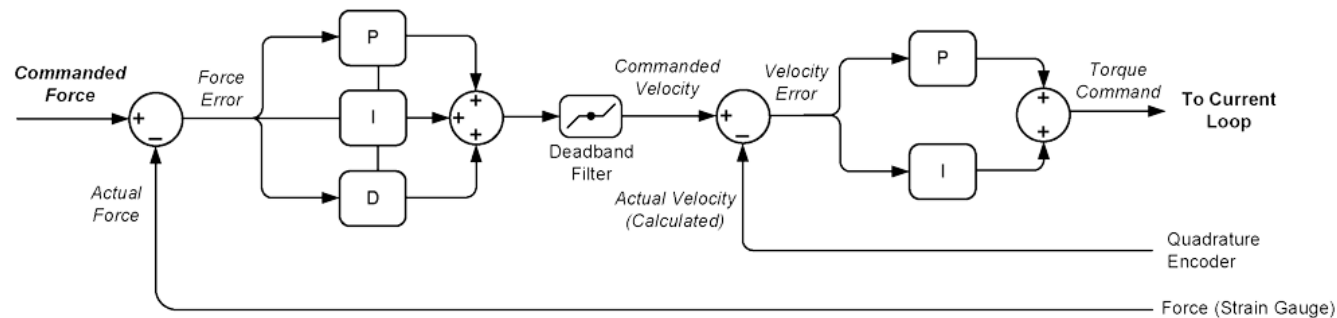 Commanded
Force
+
−
Force
Error
Actual
Force
P
I
D
+
+
+
Deadband
Filter
Commanded
Velocity
+
−
Velocity
Error
Actual Velocity
(Calculated)
P
I
+
+
Torque
Command
To Current
Loop
Quadrature
Encoder
Force (Strain Gauge)